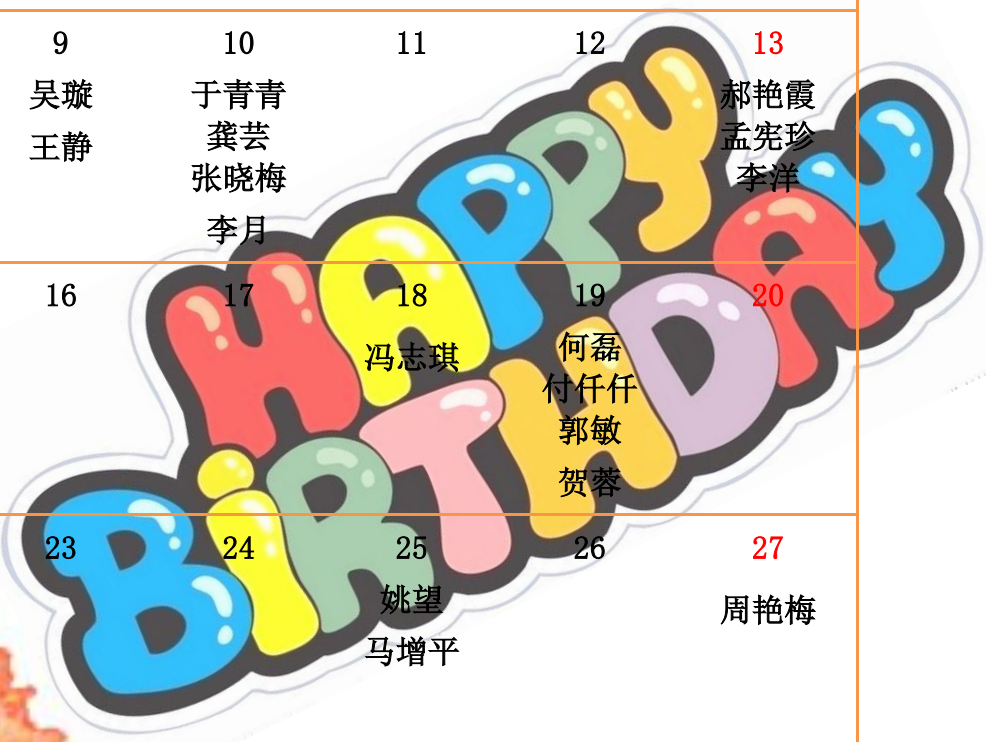 9 10 11 12 13
吴璇 于青青 郝艳霞
王静 龚芸 孟宪珍
张晓梅 李洋
李月
16 17 18 19 20
冯志琪 何磊
付仟仟
郭敏
贺蓉
23 24 25 26 27
姚望 周艳梅
马增平
HAPPY
BiRTHDAY